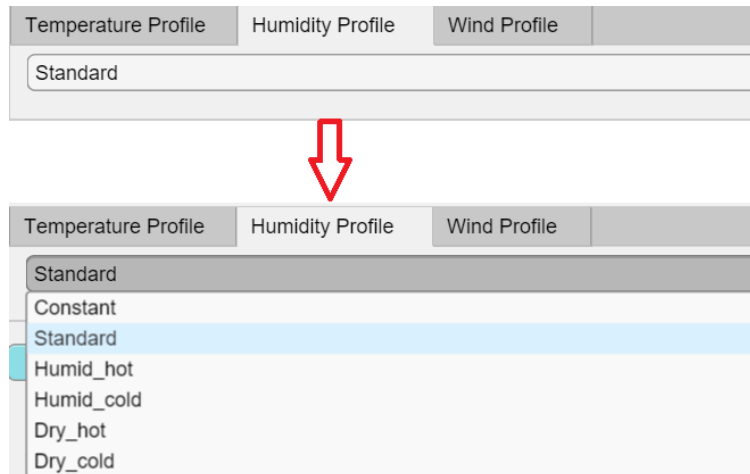 Temperature Profile Humidity Profile Wind Profile
Standard
Temperature Profile Humidity Profile Wind Profile
Standard
Constant
Standard
Humid_hot
Humid_cold
Dry_hot
Dry_cold